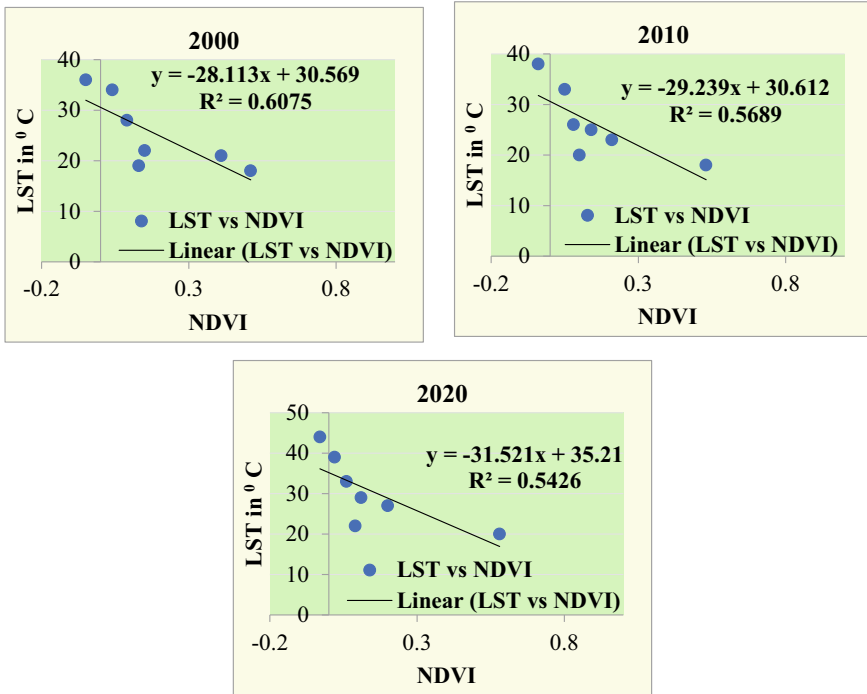 2000
y = -28.113x + 30.569
R² = 0.6075
40
30
20
10
0
-0.2 0.3 0.8
LST in ⁰ C
NDVI
LST vs NDVI
Linear (LST vs NDVI)
2010
y = -29.239x + 30.612
R² = 0.5689
40
30
20
10
0
-0.2 0.3 0.8
LST in ⁰ C
NDVI
LST vs NDVI
Linear (LST vs NDVI)
2020
y = -31.521x + 35.21
R² = 0.5426
50
40
30
20
10
0
-0.2 0.3 0.8
LST in ⁰ C
NDVI
LST vs NDVI
Linear (LST vs NDVI)